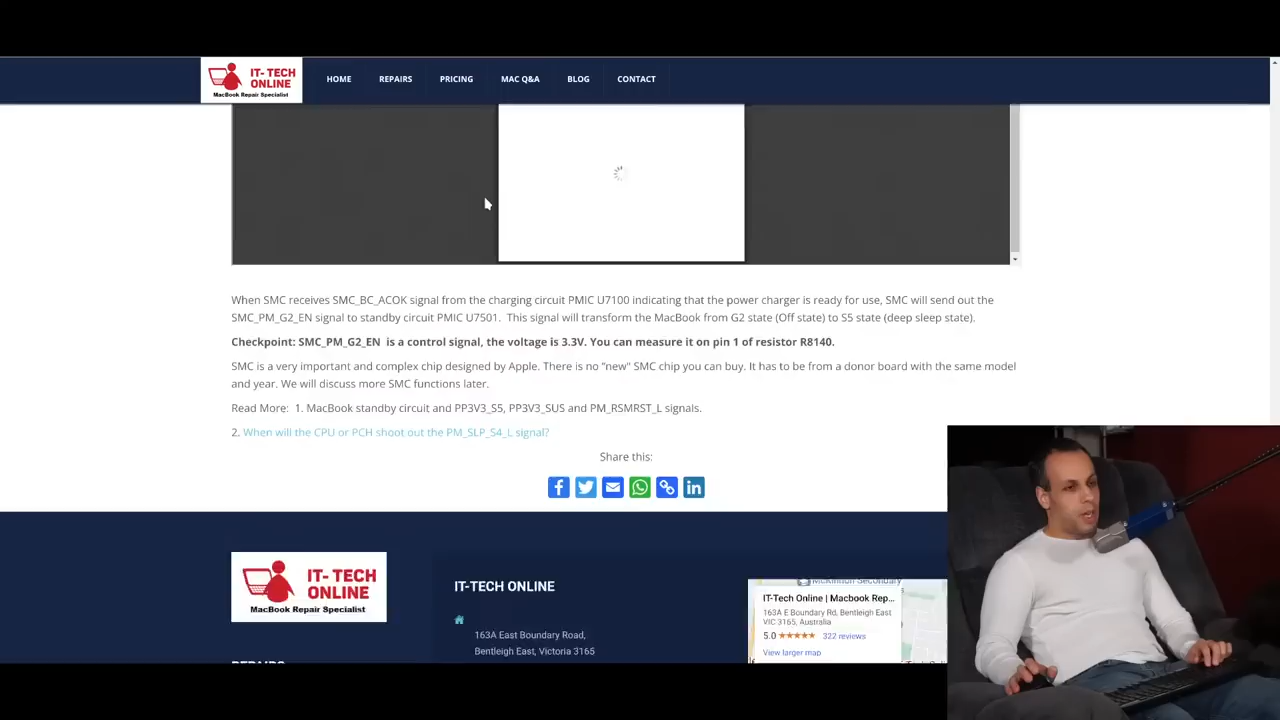 IT- TECH
ONLINE
MacBook Repair Specialist
HOME REPAIRS PRICING MAC Q&A BLOG CONTACT
When SMC receives SMC_BC_ACOK signal from the charging circuit PMIC U7100 indicating that the power charger is ready for use, SMC will send out the
SMC_PM_G2_EN signal to standby circuit PMIC U7501. This signal will transform the MacBook from G2 state (Off state) to S5 state (deep sleep state).
Checkpoint: SMC_PM_G2_EN is a control signal, the voltage is 3.3V. You can measure it on pin 1 of resistor R8140.
SMC is a very important and complex chip designed by Apple. There is no "new" SMC chip you can buy. It has to be from a donor board with the same model
and year. We will discuss more SMC functions later.
Read More: 1. MacBook standby circuit and PP3V3_S5, PP3V3_SUS and PM_RSMRST_L signals.
2. When will the CPU or PCH shoot out the PM_SLP_S4_L signal?
Share this:
IT- TECH
ONLINE
MacBook Repair Specialist
REPAIRS
IT-TECH ONLINE
163A East Boundary Road,
Bentleigh East, Victoria 3165
McKinnon Secondary
IT-Tech Online | Macbook Rep...
163A E Boundary Rd, Bentleigh East
VIC 3165, Australia
5.0 ★★★★★ 322 reviews
View larger map